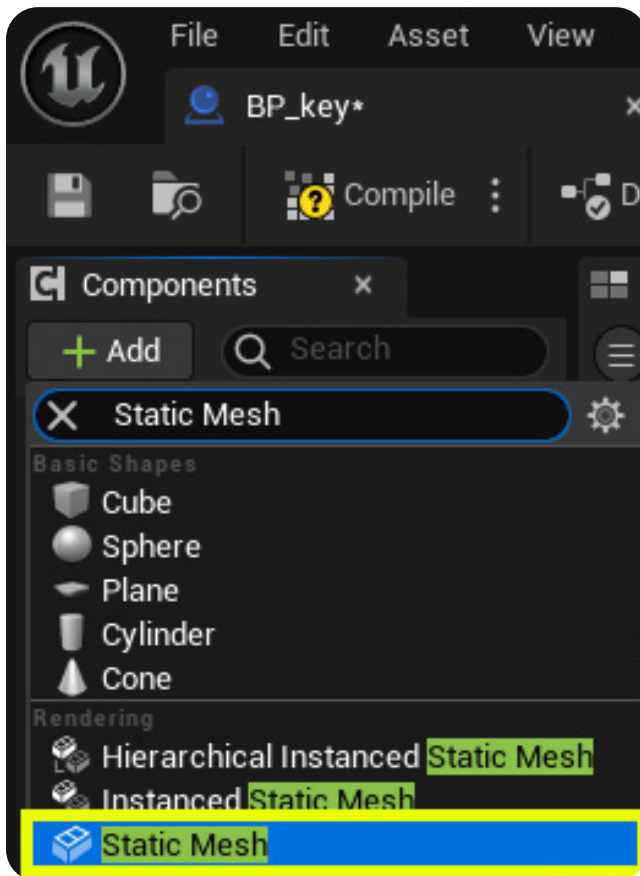 File Edit Asset View
BP_key*
Compile D
Components
Add Search
Static Mesh
Basic Shapes
Cube
Sphere
Plane
Cylinder
Cone
Rendering
Hierarchical Instanced Static Mesh
Instanced Static Mesh
Static Mesh